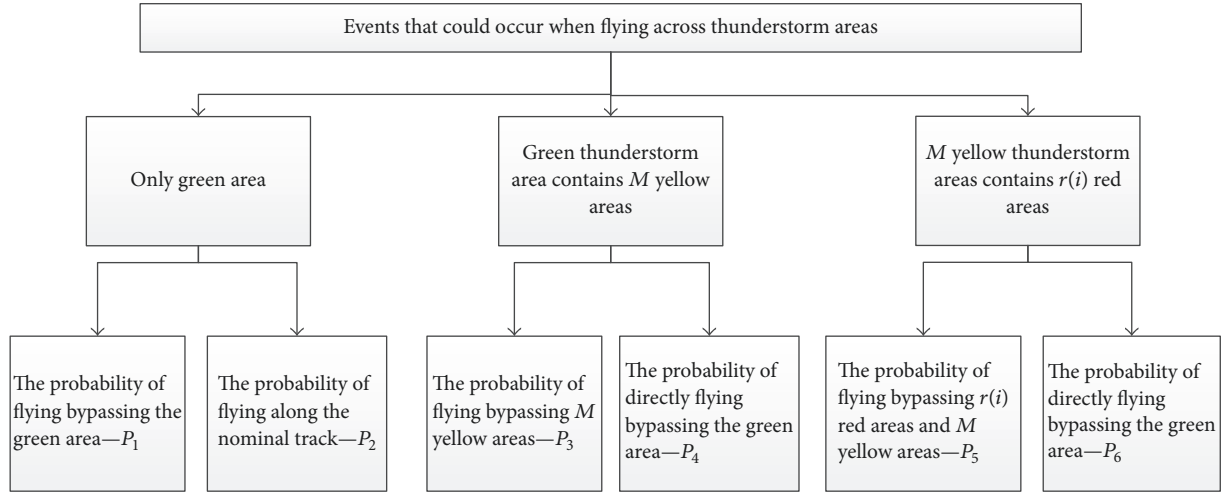 Events that could occur when flying across thunderstorm areas
Only green area
Green thunderstorm
area contains M yellow
areas
M yellow thunderstorm
areas contains r(i) red
areas
The probability of
flying bypassing the
green area—P₁
The probability of
flying along the
nominal track—P₂
The probability of
flying bypassing M
yellow areas—P₃
The probability of
directly flying
bypassing the green
area—P₄
The probability of
flying bypassing r(i)
red areas and M
yellow areas—P₅
The probability of
directly flying
bypassing the green
area—P₆